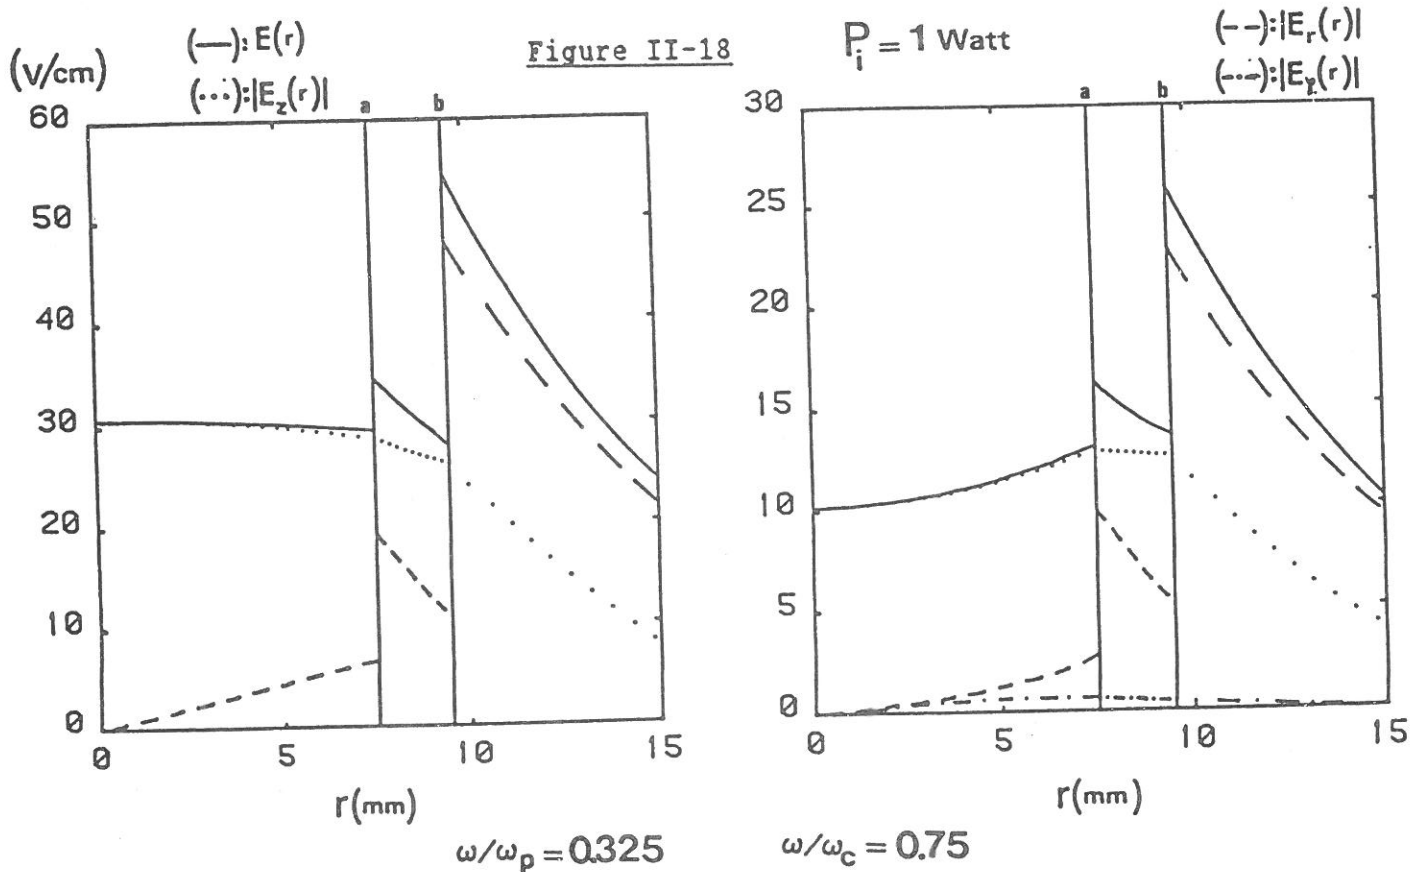 (—): E(r)
(···):|E_z(r)|
Figure II-18
P_i = 1 Watt
(--):|E_r(r)|
(-·-):|E_φ(r)|
(V/cm)
a b
60
50
40
30
20
10
0
0 5 10 15
r(mm)
a b
30
25
20
15
10
5
0
0 5 10 15
r(mm)
ω/ω_p = 0.325
ω/ω_c = 0.75